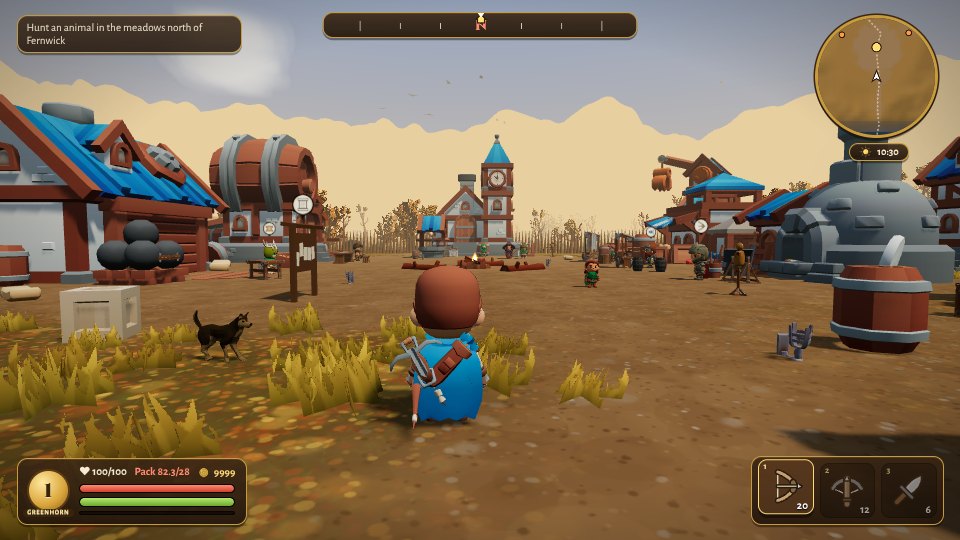 Hunt an animal in the meadows north of
Fernwick
N
10:30
100/100 Pack 82.3/28 9999
1
GREENHORN
1 2 3
20 12 6